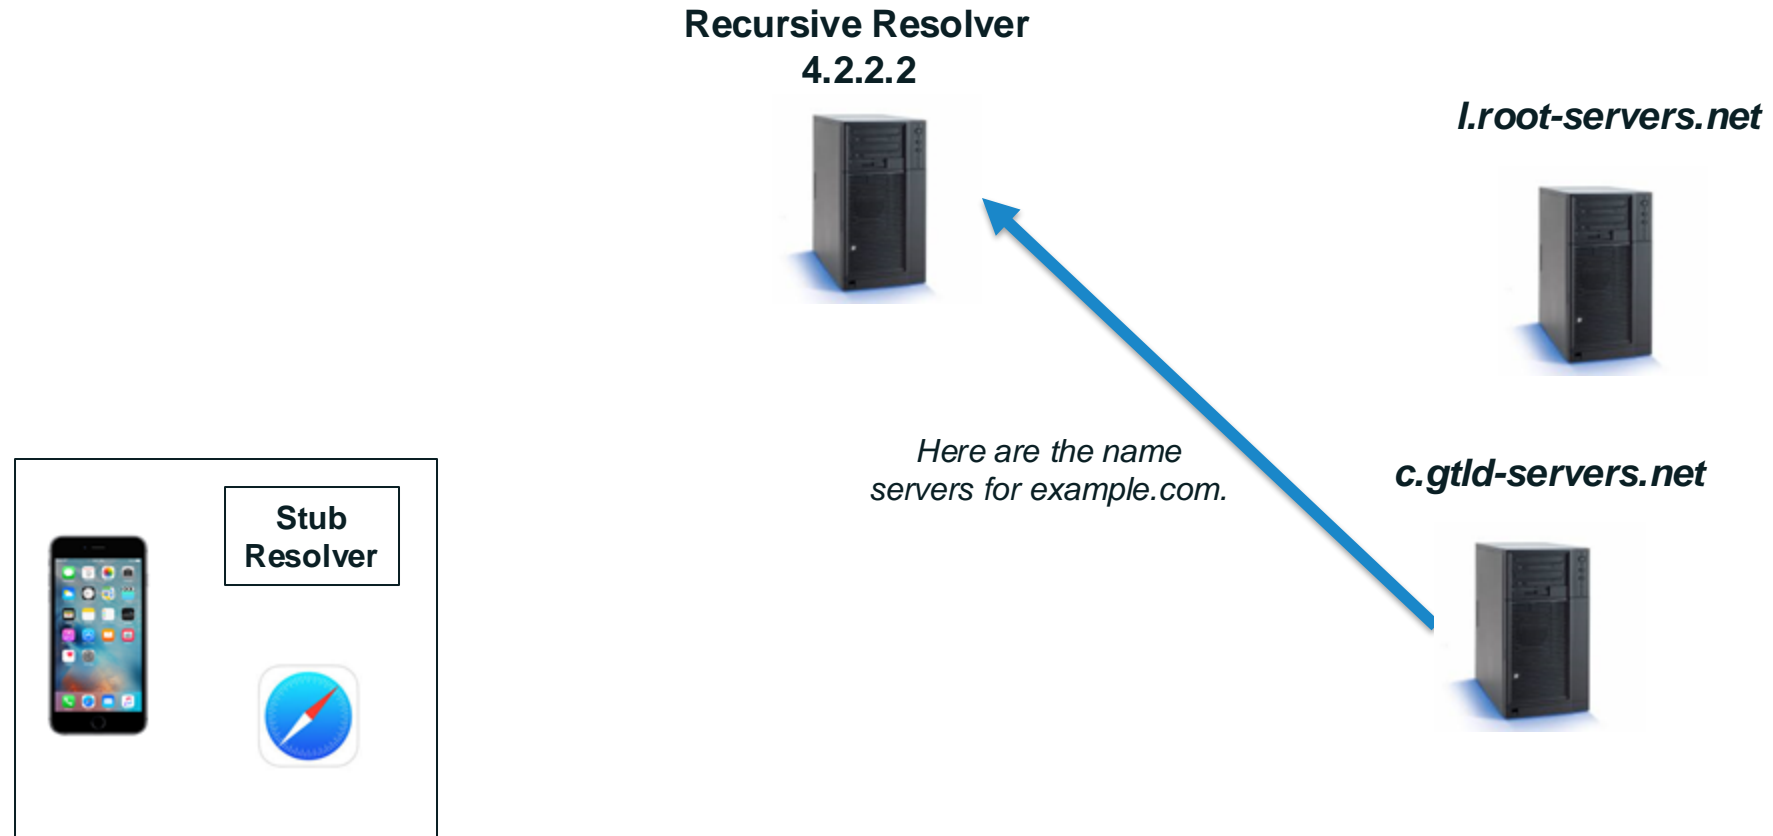 Recursive Resolver
4.2.2.2
l.root-servers.net
Here are the name
servers for example.com.
c.gtld-servers.net
Stub
Resolver